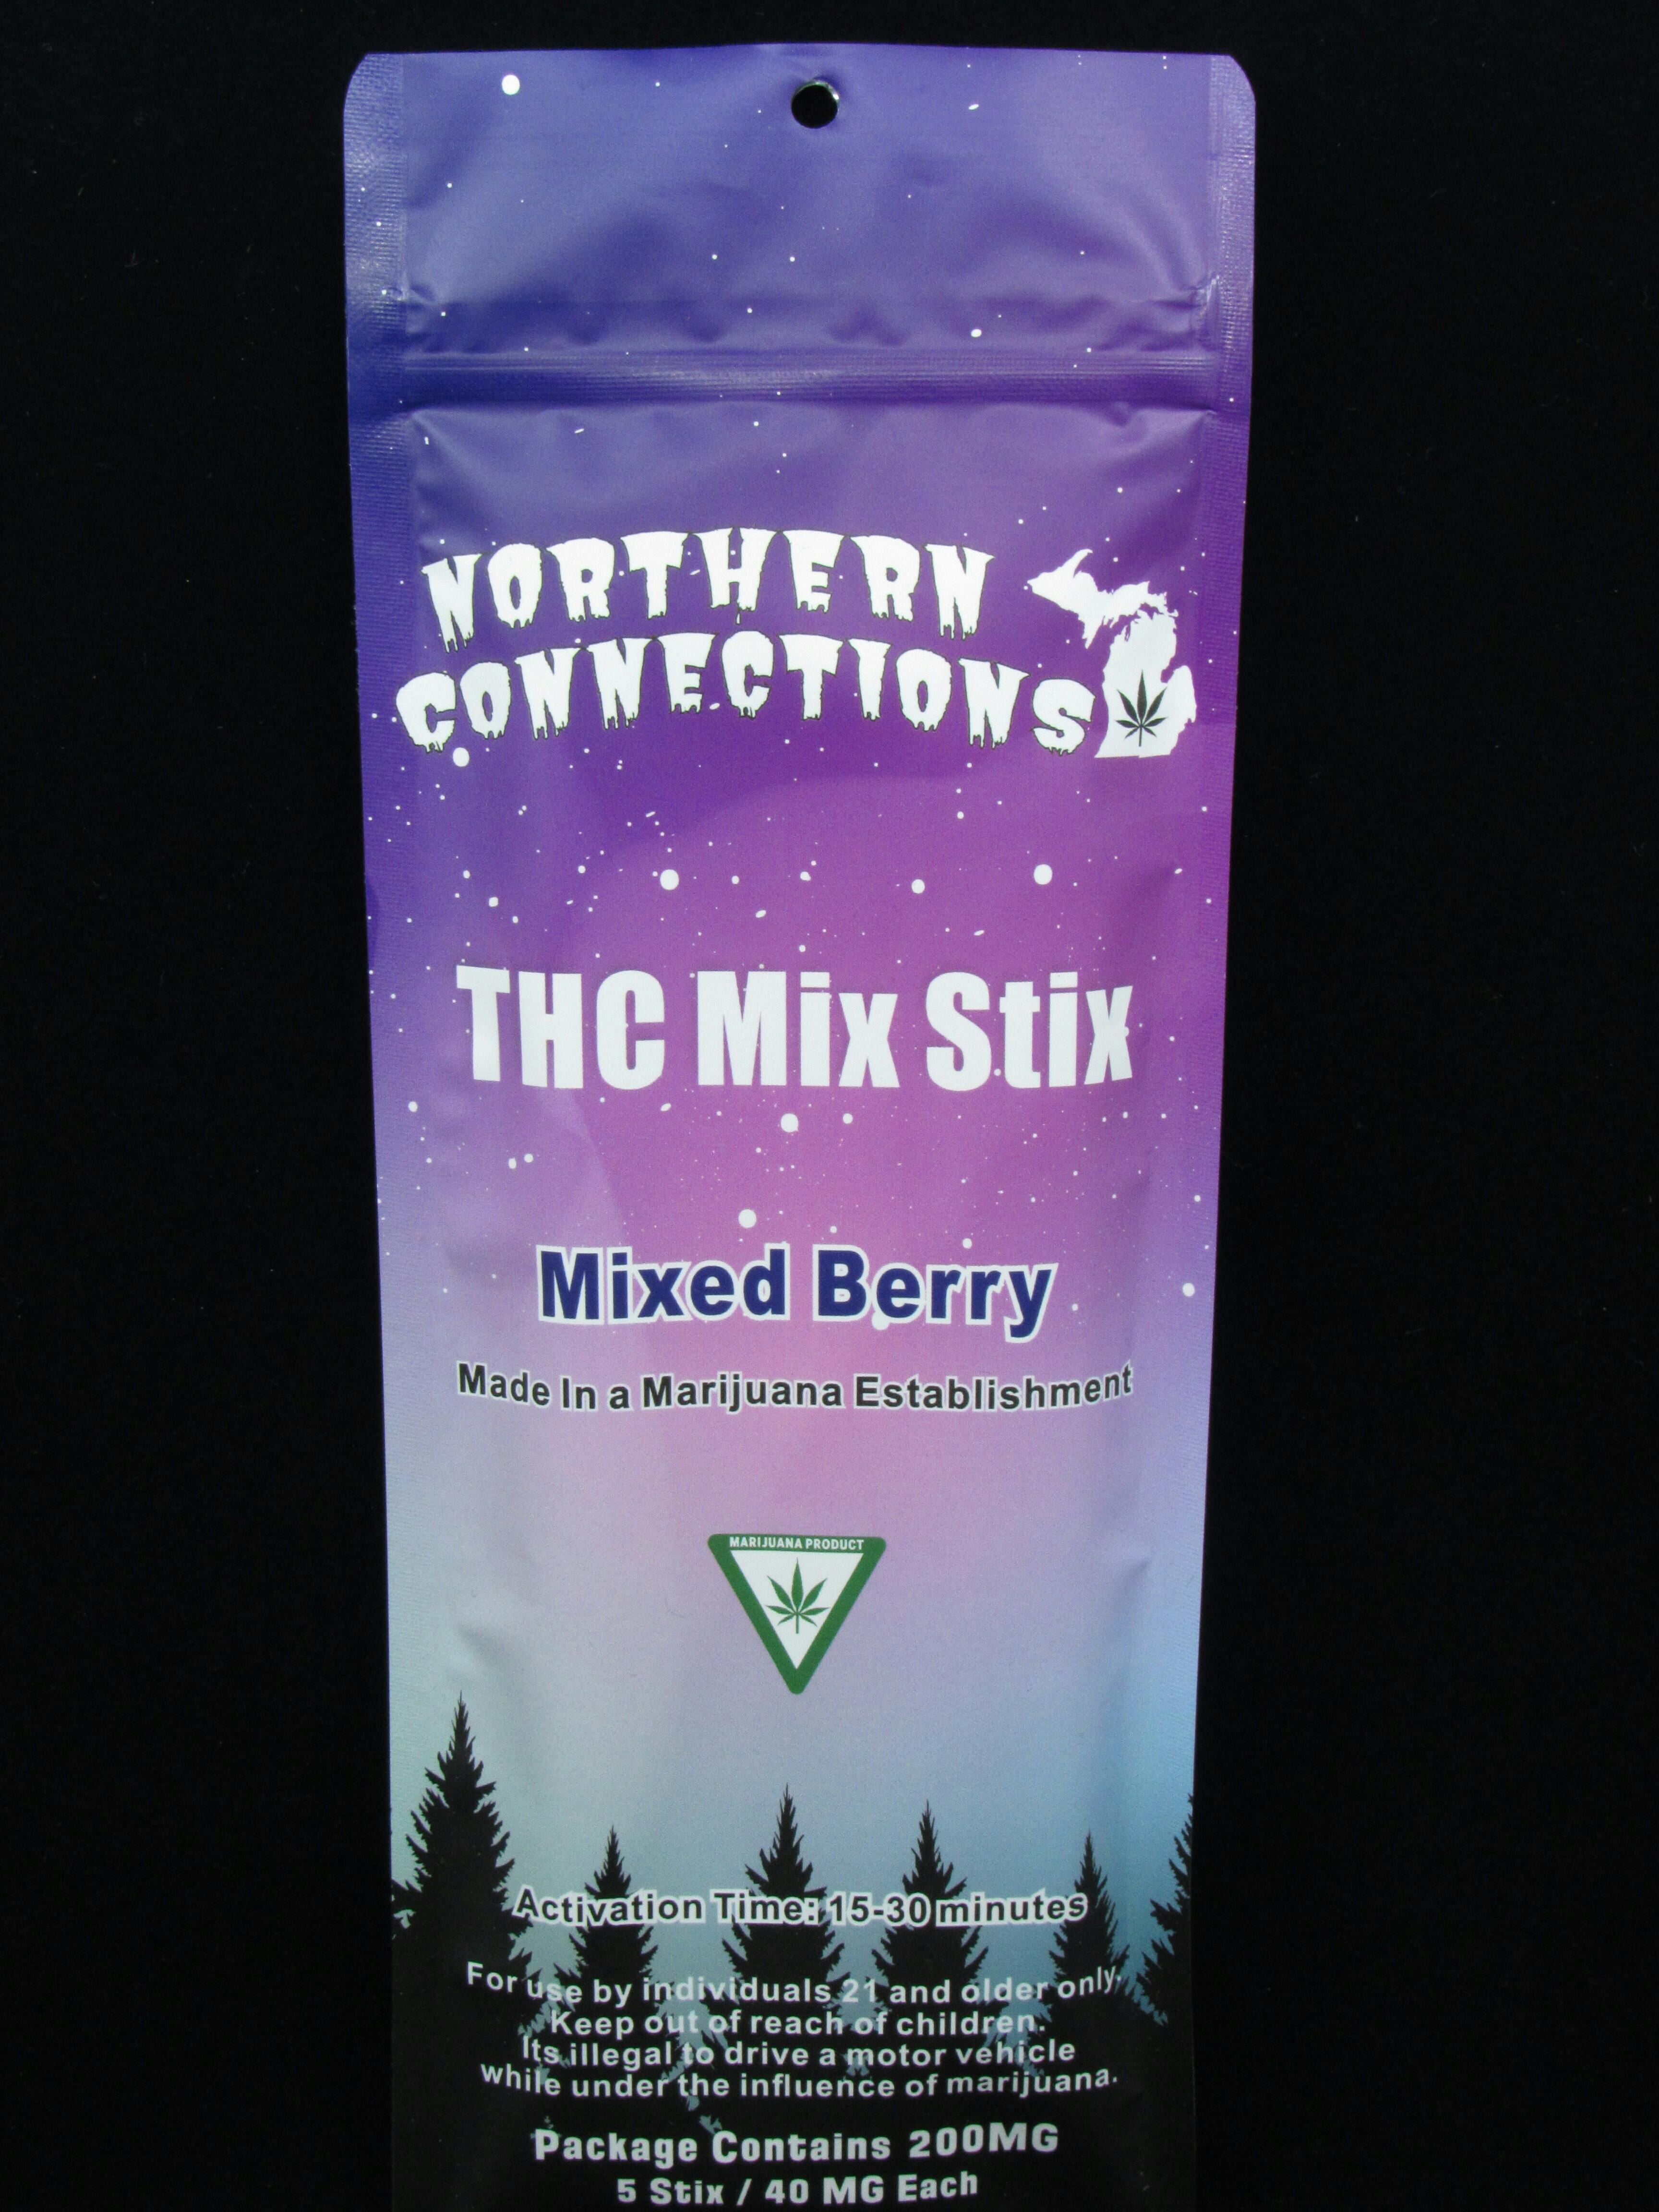 NORTHERN
CONNECTIONS
THC Mix Stix
Mixed Berry
Made In a Marijuana Establishment
MARIJUANA PRODUCT
Activation Time: 15-30 minutes
For use by individuals 21 and older only.
Keep out of reach of children.
Its illegal to drive a motor vehicle
while under the influence of marijuana.
Package Contains 200MG
5 Stix / 40 MG Each